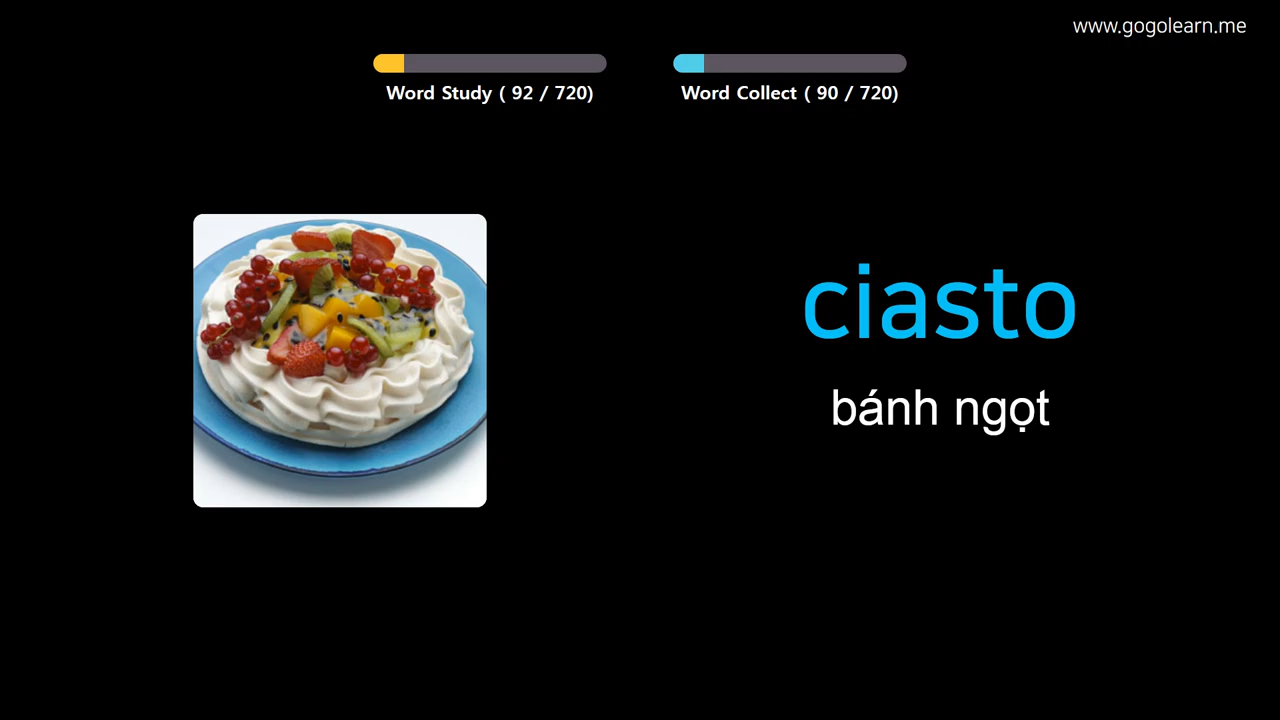 www.gogolearn.me
Word Study ( 92 / 720)
Word Collect ( 90 / 720)
ciasto
bánh ngọt